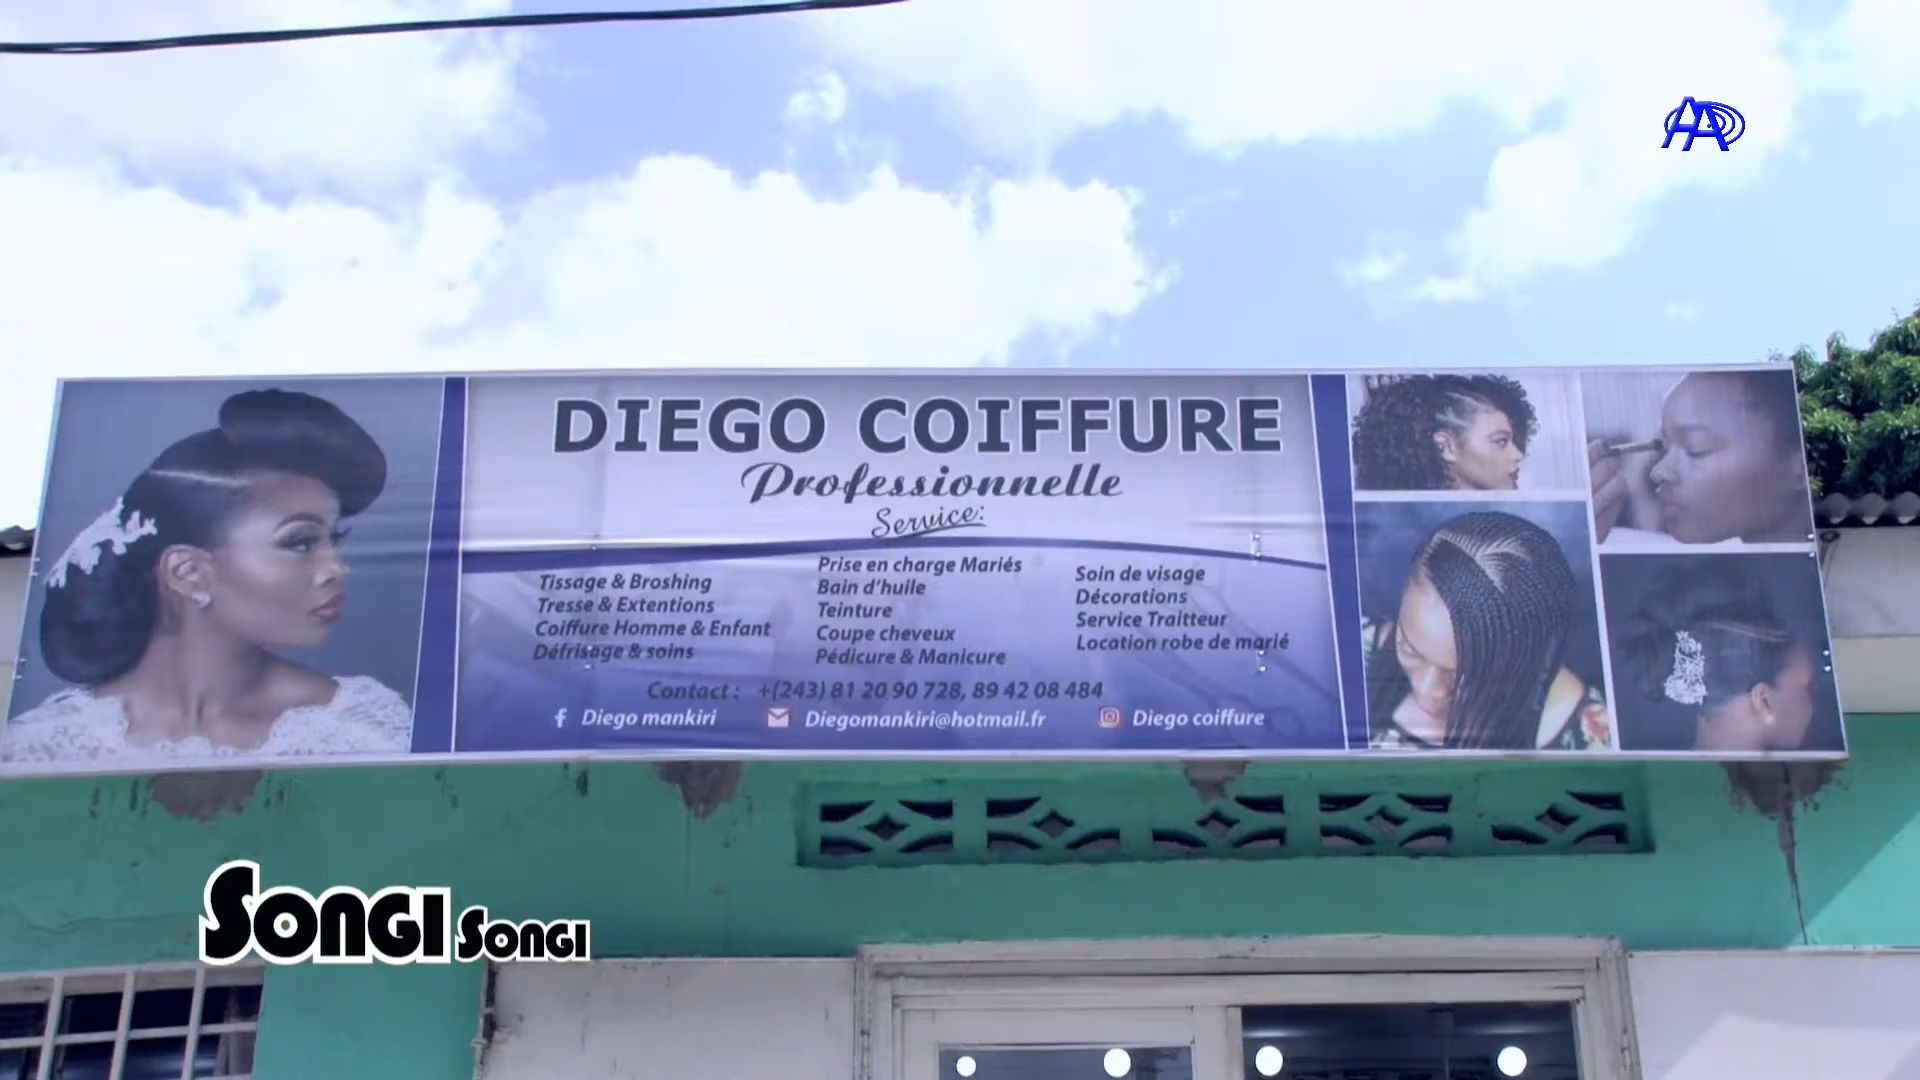 AA
DIEGO COIFFURE
Professionnelle
Service:
Tissage & Broshing
Tresse & Extentions
Coiffure Homme & Enfant
Défrisage & soins
Prise en charge Mariés
Bain d'huile
Teinture
Coupe cheveux
Pédicure & Manicure
Soin de visage
Décorations
Service Traitteur
Location robe de marié
Contact : +(243) 81 20 90 728, 89 42 08 484
Diego mankiri
Diegomankiri@hotmail.fr
Diego coiffure
SONGI SONGI